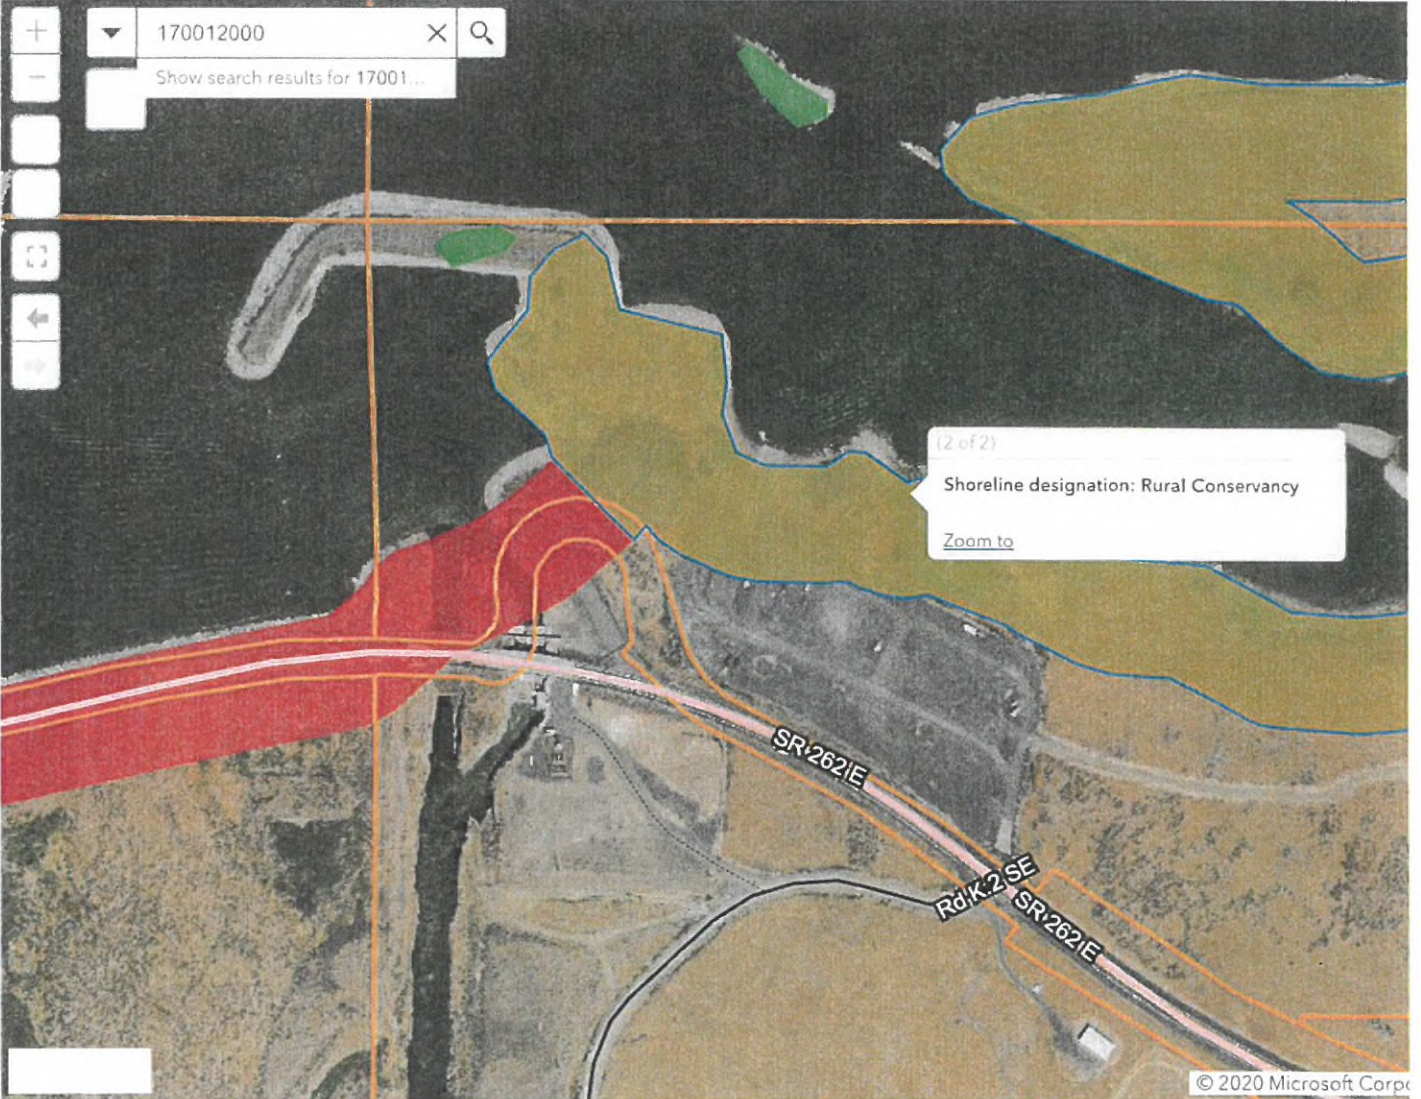 170012000
Show search results for 17001...
(2 of 2)
Shoreline designation: Rural Conservancy
Zoom to
SR 262 E
Rd K.2 SE
SR 262 E
© 2020 Microsoft Corpo